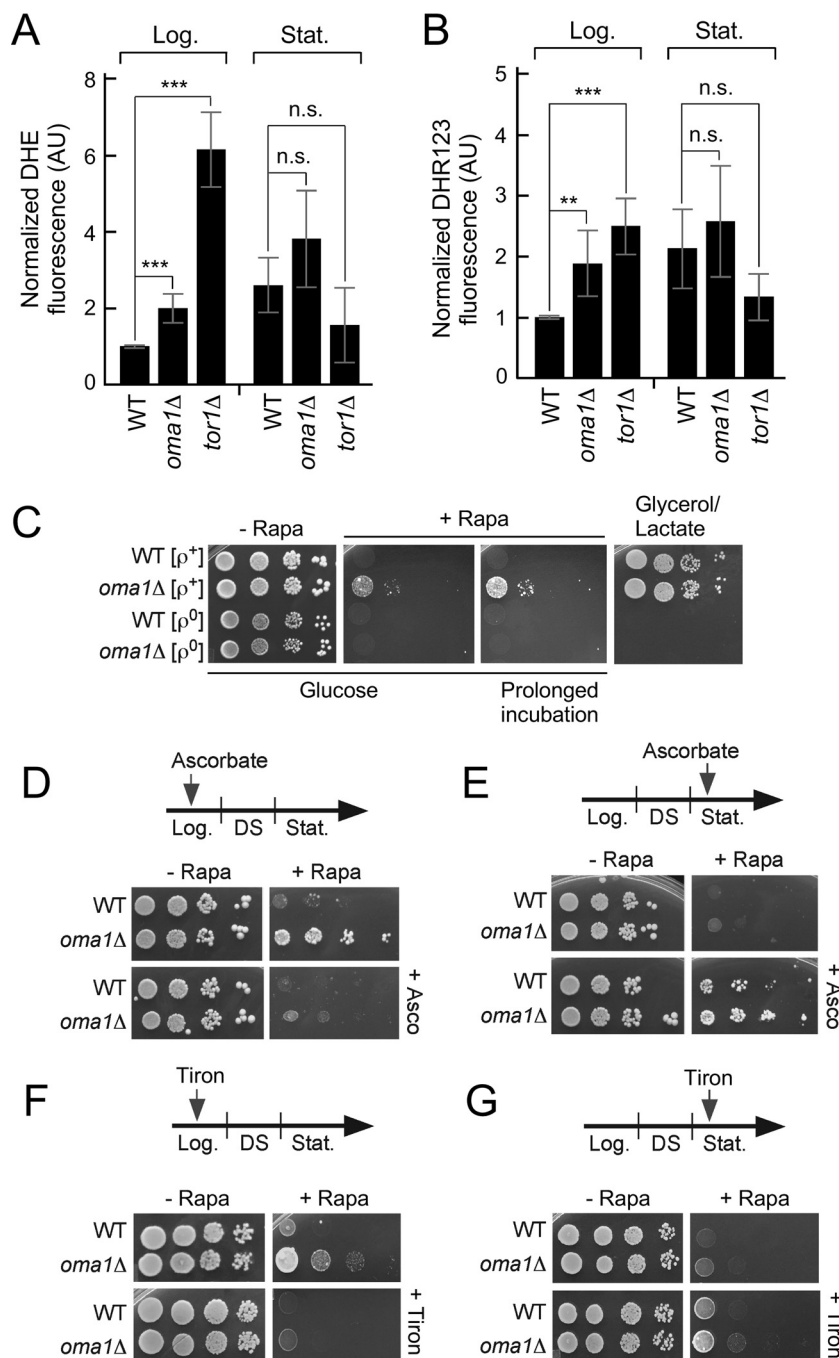 A
Log.
Stat.
Normalized DHE
fluorescence (AU)
8
6
4
2
0
***
***
n.s.
n.s.
WT
oma1Δ
tor1Δ
WT
oma1Δ
tor1Δ
B
Log.
Stat.
Normalized DHR123
fluorescence (AU)
5
4
3
2
1
0
***
**
n.s.
n.s.
WT
oma1Δ
tor1Δ
WT
oma1Δ
tor1Δ
C
- Rapa
+ Rapa
Glycerol/
Lactate
WT [ρ⁺]
oma1Δ [ρ⁺]
WT [ρ⁰]
oma1Δ [ρ⁰]
Glucose
Prolonged
incubation
D
Ascorbate
Log.
DS
Stat.
- Rapa
+ Rapa
WT
oma1Δ
WT
oma1Δ
+ Asco
E
Ascorbate
Log.
DS
Stat.
- Rapa
+ Rapa
WT
oma1Δ
WT
oma1Δ
+ Asco
F
Tiron
Log.
DS
Stat.
- Rapa
+ Rapa
WT
oma1Δ
WT
oma1Δ
+ Tiron
G
Tiron
Log.
DS
Stat.
- Rapa
+ Rapa
WT
oma1Δ
WT
oma1Δ
+ Tiron